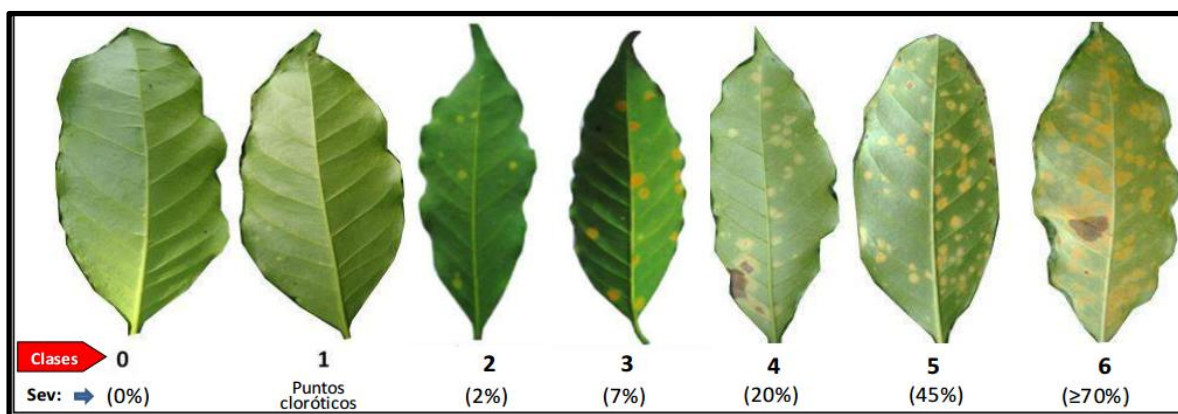 Clases 0 1 2 3 4 5 6
Sev: (0%) Puntos cloróticos (2%) (7%) (20%) (45%) (≥70%)